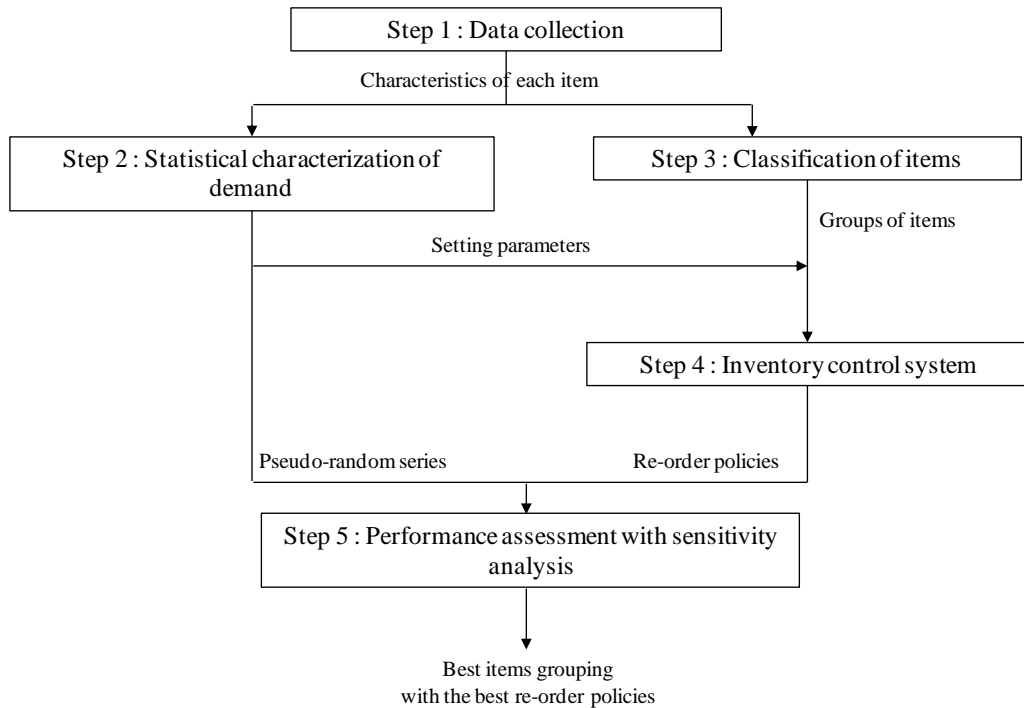 Step 1 : Data collection
Characteristics of each item
Step 2 : Statistical characterization of
demand
Step 3 : Classification of items
Groups of items
Setting parameters
Step 4 : Inventory control system
Pseudo-random series
Re-order policies
Step 5 : Performance assessment with sensitivity
analysis
Best items grouping
with the best re-order policies